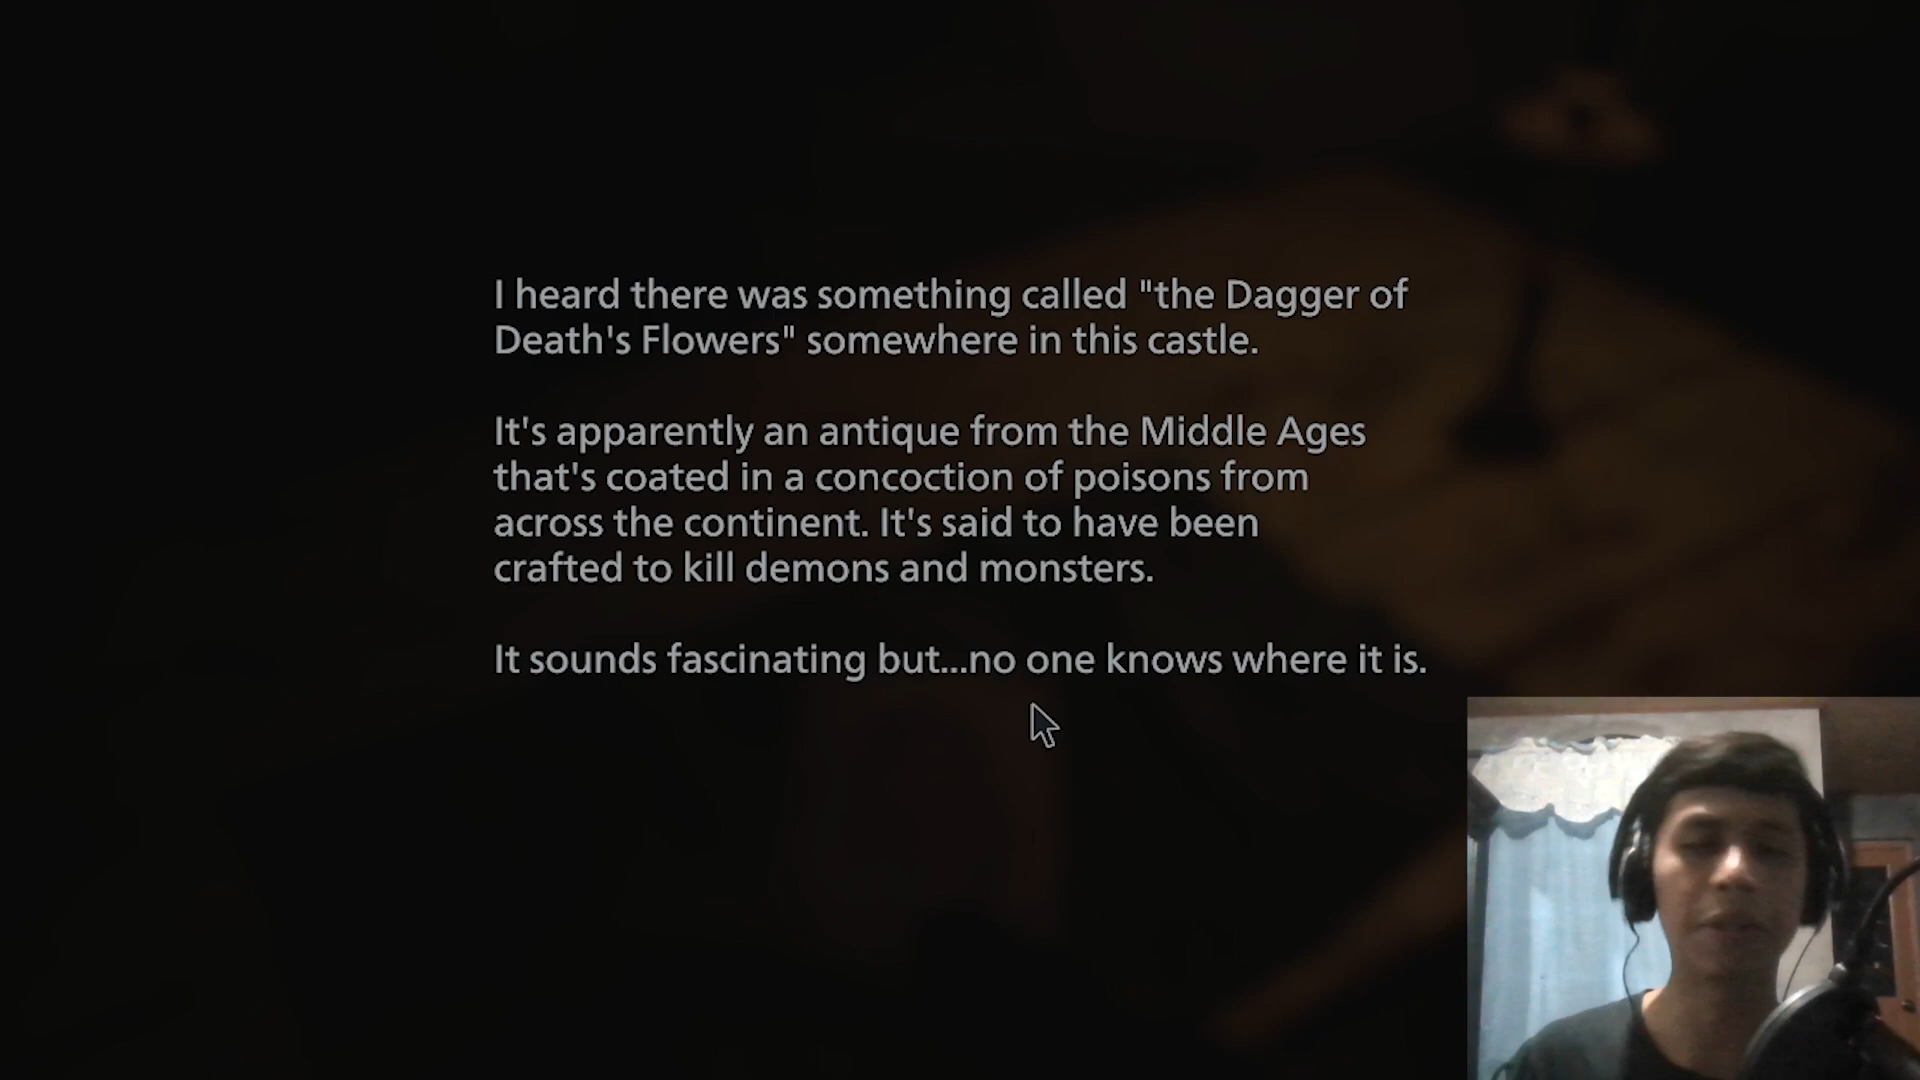 I heard there was something called "the Dagger of
Death's Flowers" somewhere in this castle.
It's apparently an antique from the Middle Ages
that's coated in a concoction of poisons from
across the continent. It's said to have been
crafted to kill demons and monsters.
It sounds fascinating but...no one knows where it is.